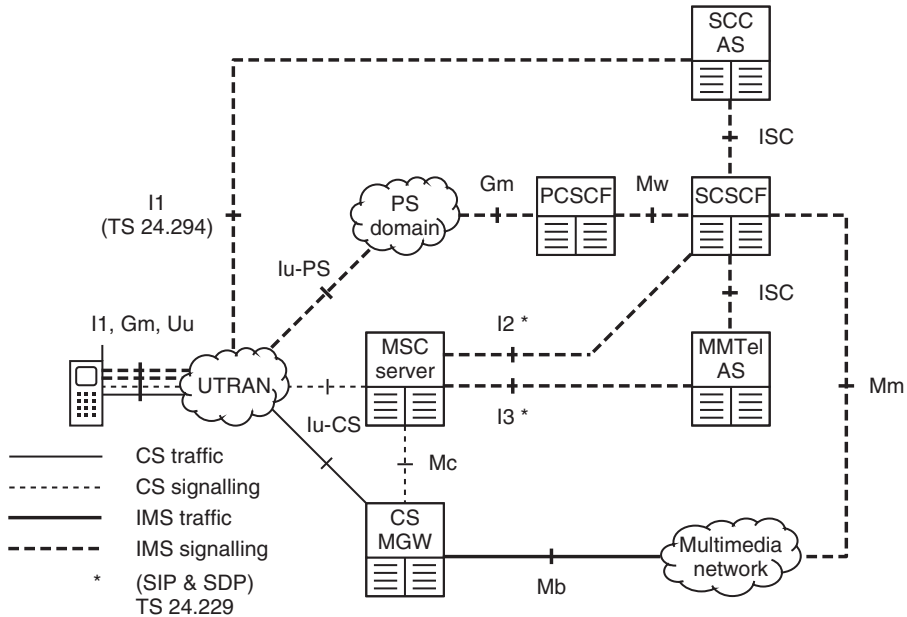 SCC
AS
ISC
I1
(TS 24.294)
PS
domain
Gm
PCSCF
Mw
SCSCF
Iu-PS
ISC
I1, Gm, Uu
I2 *
UTRAN
MSC
server
MMTel
AS
I3 *
Mm
Iu-CS
Mc
CS traffic
CS signalling
IMS traffic
IMS signalling
* (SIP & SDP)
TS 24.229
CS
MGW
Mb
Multimedia
network